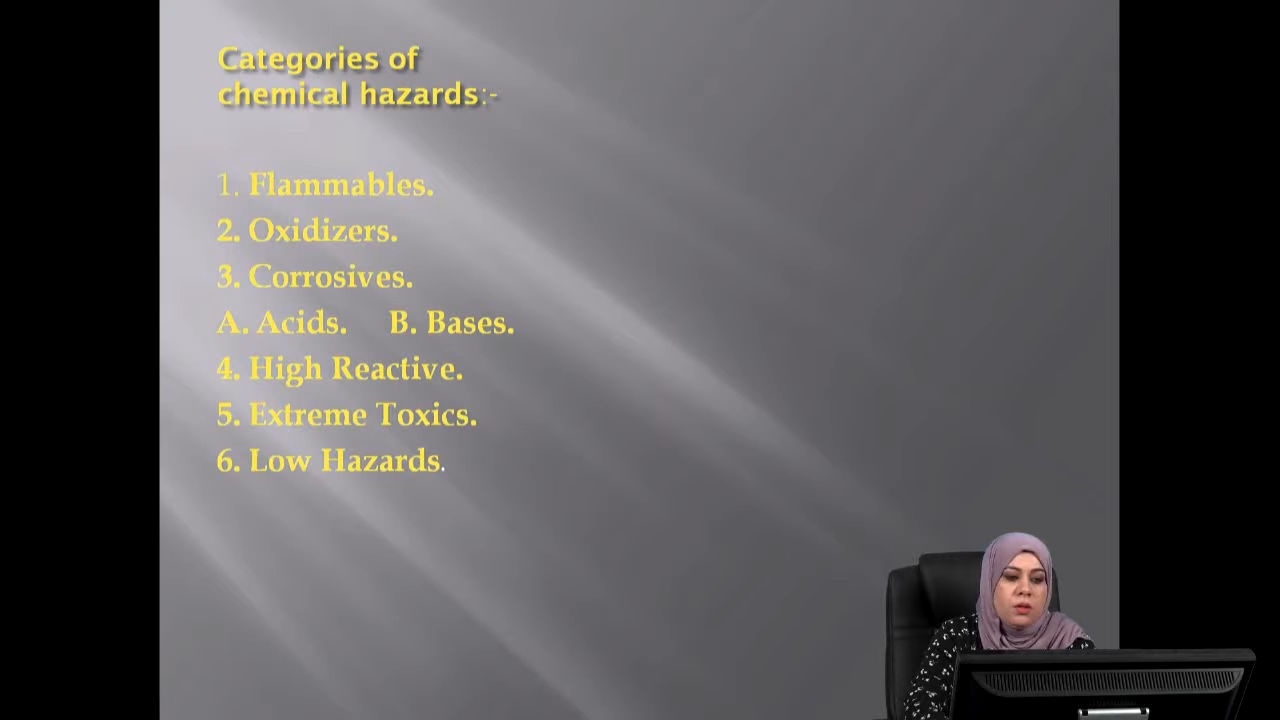 Categories of
chemical hazards:-
1. Flammables.
2. Oxidizers.
3. Corrosives.
A. Acids. B. Bases.
4. High Reactive.
5. Extreme Toxics.
6. Low Hazards.